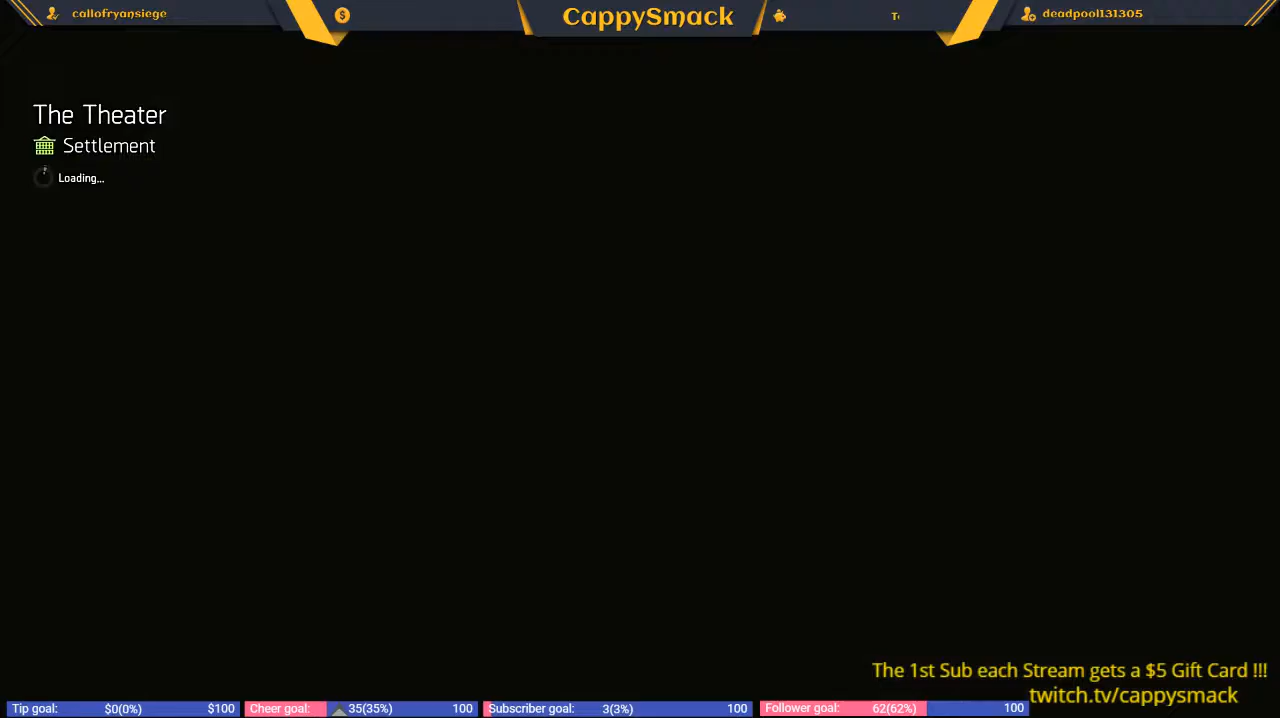 callofryansiege
CappySmack
deadpool131305
The Theater
Settlement
Loading...
The 1st Sub each Stream gets a $5 Gift Card !!!
twitch.tv/cappysmack
Tip goal: $0(0%) $100 Cheer goal: 35(35%) 100 Subscriber goal: 3(3%) 100 Follower goal: 62(62%) 100